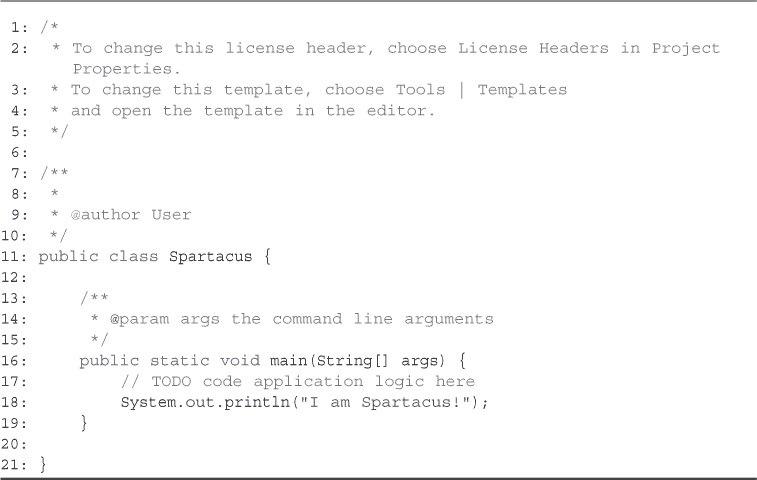 1: /*
2:  * To change this license header, choose License Headers in Project
Properties.
3: * To change this template, choose Tools | Templates
4: * and open the template in the editor.
5: */
6:
7: /**
8:  *
9:  * @author User
10:  */
11: public class Spartacus {
12:
13:     /**
14:      * @param args the command line arguments
15:      */
16:     public static void main(String[] args) {
17:         // TODO code application logic here
18:         System.out.println("I am Spartacus!");
19:     }
20:
21: }